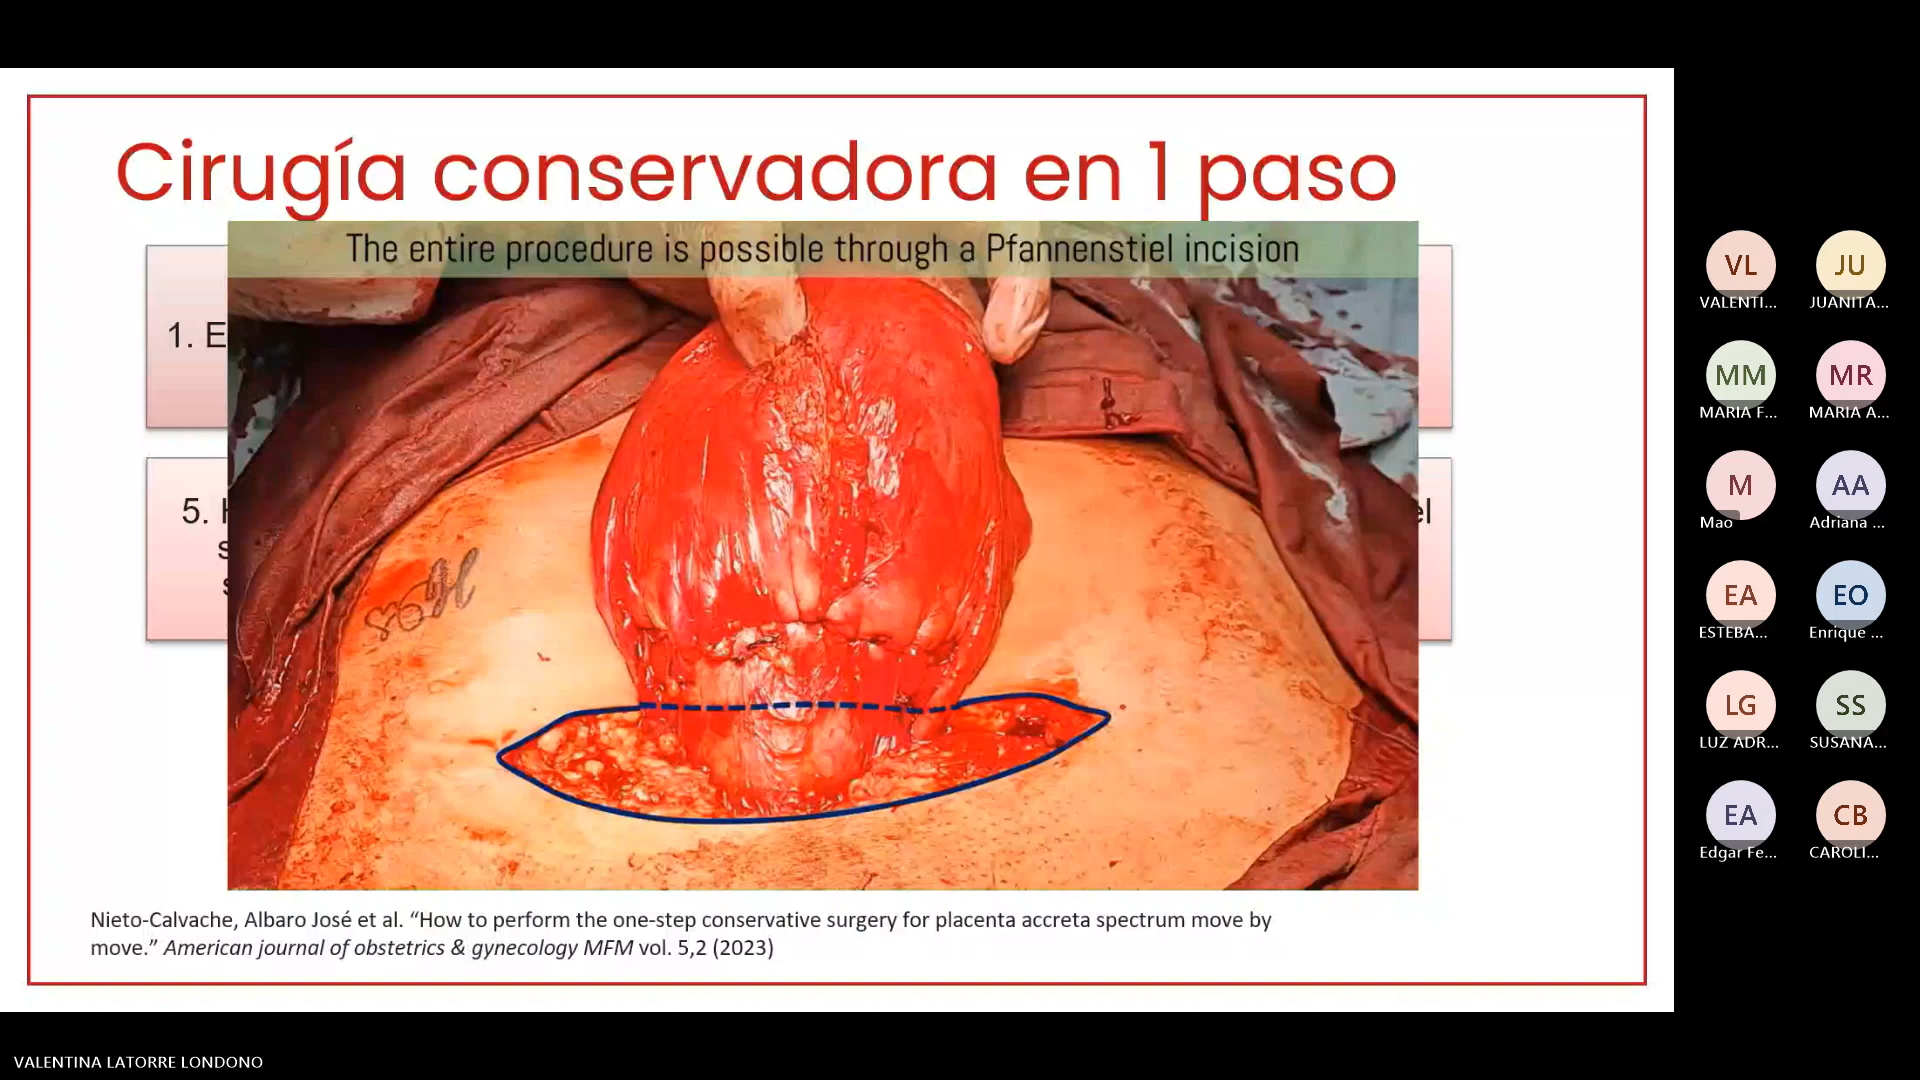 Cirugía conservadora en 1 paso
The entire procedure is possible through a Pfannenstiel incision
1. E
5.
el
H
Nieto-Calvache, Albaro José et al. “How to perform the one-step conservative surgery for placenta accreta spectrum move by
move.” American journal of obstetrics & gynecology MFM vol. 5,2 (2023)
VL
JU
VALENTI...
JUANITA...
MM
MR
MARIA F...
MARIA A...
M
AA
Mao
Adriana ...
EA
EO
ESTEBA...
Enrique ...
LG
SS
LUZ ADR...
SUSANA...
EA
CB
Edgar Fe...
CAROLI...
VALENTINA LATORRE LONDONO